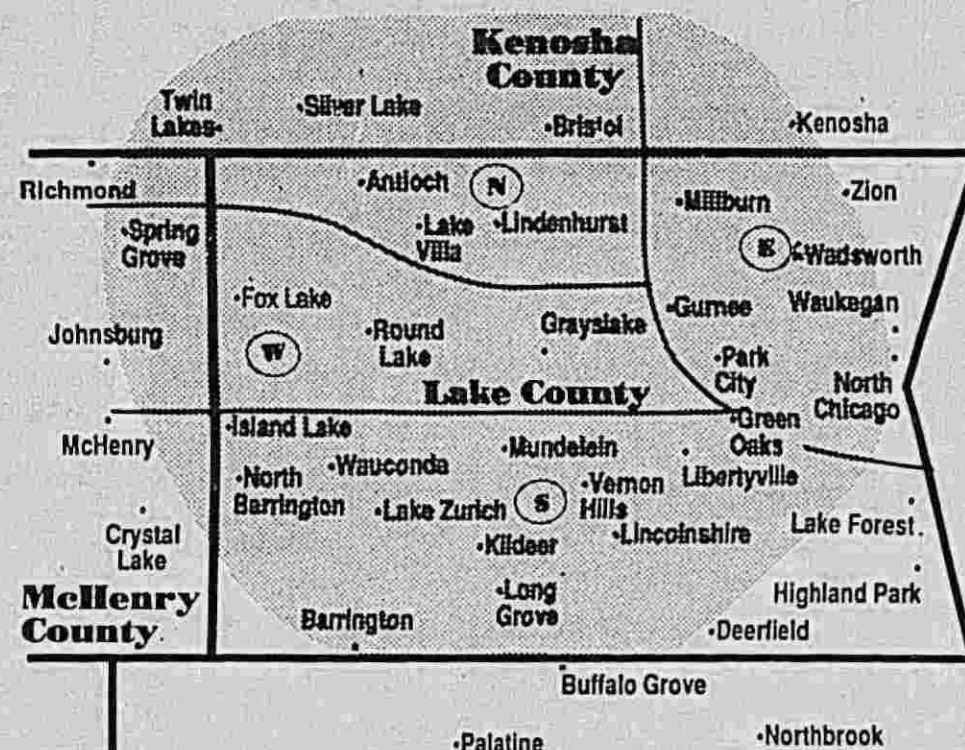 Kenosha
County
Twin
Lakes
Silver Lake
Bristol
Kenosha
Richmond
Antioch
N
Millburn
Zion
Spring
Grove
Lake
Villa
Lindenhurst
E
Wadsworth
Fox Lake
Gurnee
Waukegan
Johnsburg
W
Round
Lake
Grayslake
Park
City
North
Chicago
Lake County
McHenry
Island Lake
Green
Oaks
Mundelein
North
Barrington
Wauconda
Vernon
Hills
Libertyville
Lake Zurich
S
Crystal
Lake
Kildeer
Lincolnshire
Lake Forest
McHenry
County
Long
Grove
Highland Park
Barrington
Deerfield
Buffalo Grove
Palatine
Northbrook